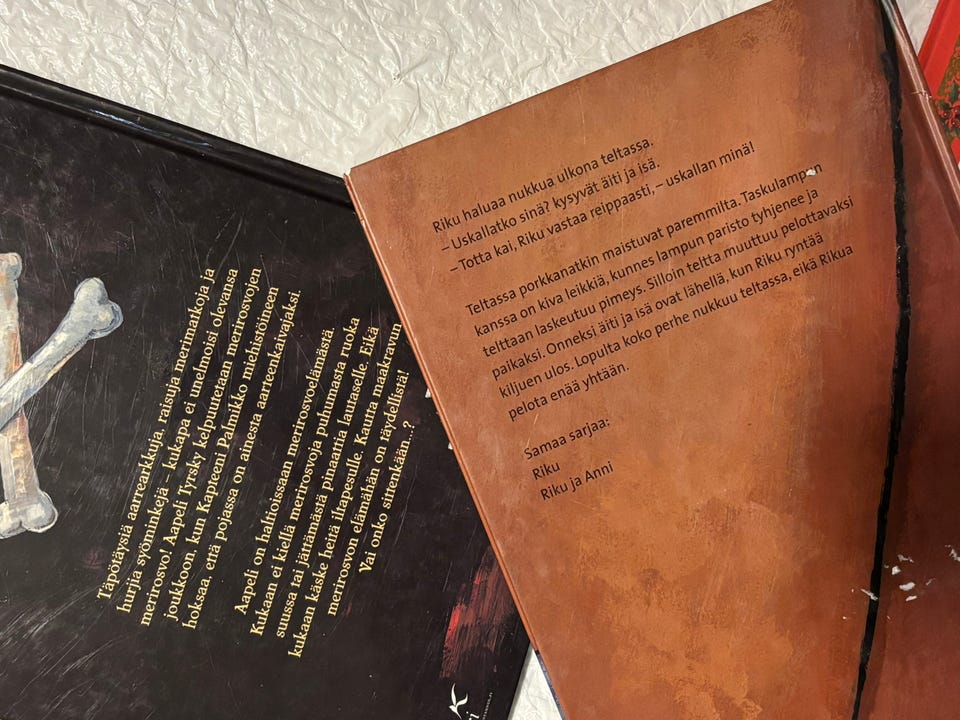 Täpötäysiä aarrearkkuja, raisuja merimatkoja ja
hurjia syöminkejä – kukapa ei unelmoisi olevansa
merirosvo! Aapeli Tyrsky kelpuutetaan merirosvojen
joukkoon, kun Kapteeni Palmikko miehistöineen
hoksaa, että pojassa on ainesta aarteenkaivajaksi.
Aapeli on haltioissaan merirosvoelämästä.
Kukaan ei kiellä merirosvoja puhumasta ruoka
suussa tai jättämästä pinaattia lautaselle. Eikä
kukaan käske heitä iltapesulle. Kautta maakravun
merirosvon elämähän on täydellistä!
Vai onko sittenkään...?
Riku haluaa nukkua ulkona teltassa.
– Uskallatko sinä? kysyvät äiti ja isä.
– Totta kai, Riku vastaa reippaasti, – uskallan minä!
Teltassa porkkanatkin maistuvat paremmilta. Taskulampun
kanssa on kiva leikkiä, kunnes lampun paristo tyhjenee ja
telttaan laskeutuu pimeys. Silloin teltta muuttuu pelottavaksi
paikaksi. Onneksi äiti ja isä ovat lähellä, kun Riku ryntää
kiljuen ulos. Lopulta koko perhe nukkuu teltassa, eikä Rikua
pelota enää yhtään.
Samaa sarjaa:
Riku
Riku ja Anni